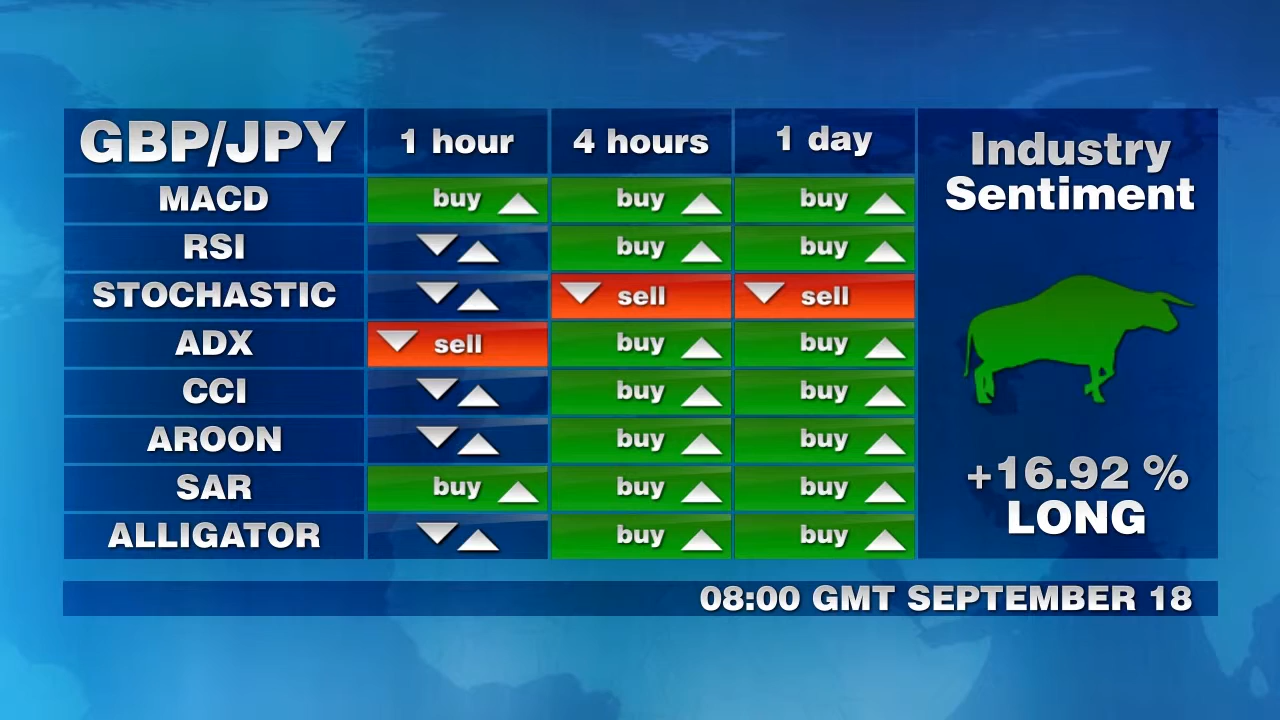 GBP/JPY 1 hour 4 hours 1 day
MACD buy buy buy
RSI buy buy
STOCHASTIC sell sell
ADX sell buy buy
CCI buy buy
AROON buy buy
SAR buy buy buy
ALLIGATOR buy buy
Industry
Sentiment
+16.92 %
LONG
08:00 GMT SEPTEMBER 18